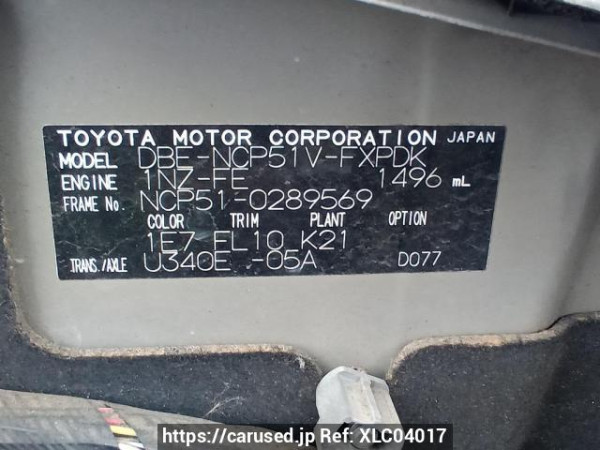 TOYOTA MOTOR CORPORATION JAPAN
MODEL DBE-NCP51V-FXPDK
ENGINE 1NZ-FE 1496 mL
FRAME No. NCP51-0289569
COLOR TRIM PLANT OPTION
1E7 FL10 K21
TRANS./AXLE U340E -05A D077
https://carused.jp Ref: XLC04017